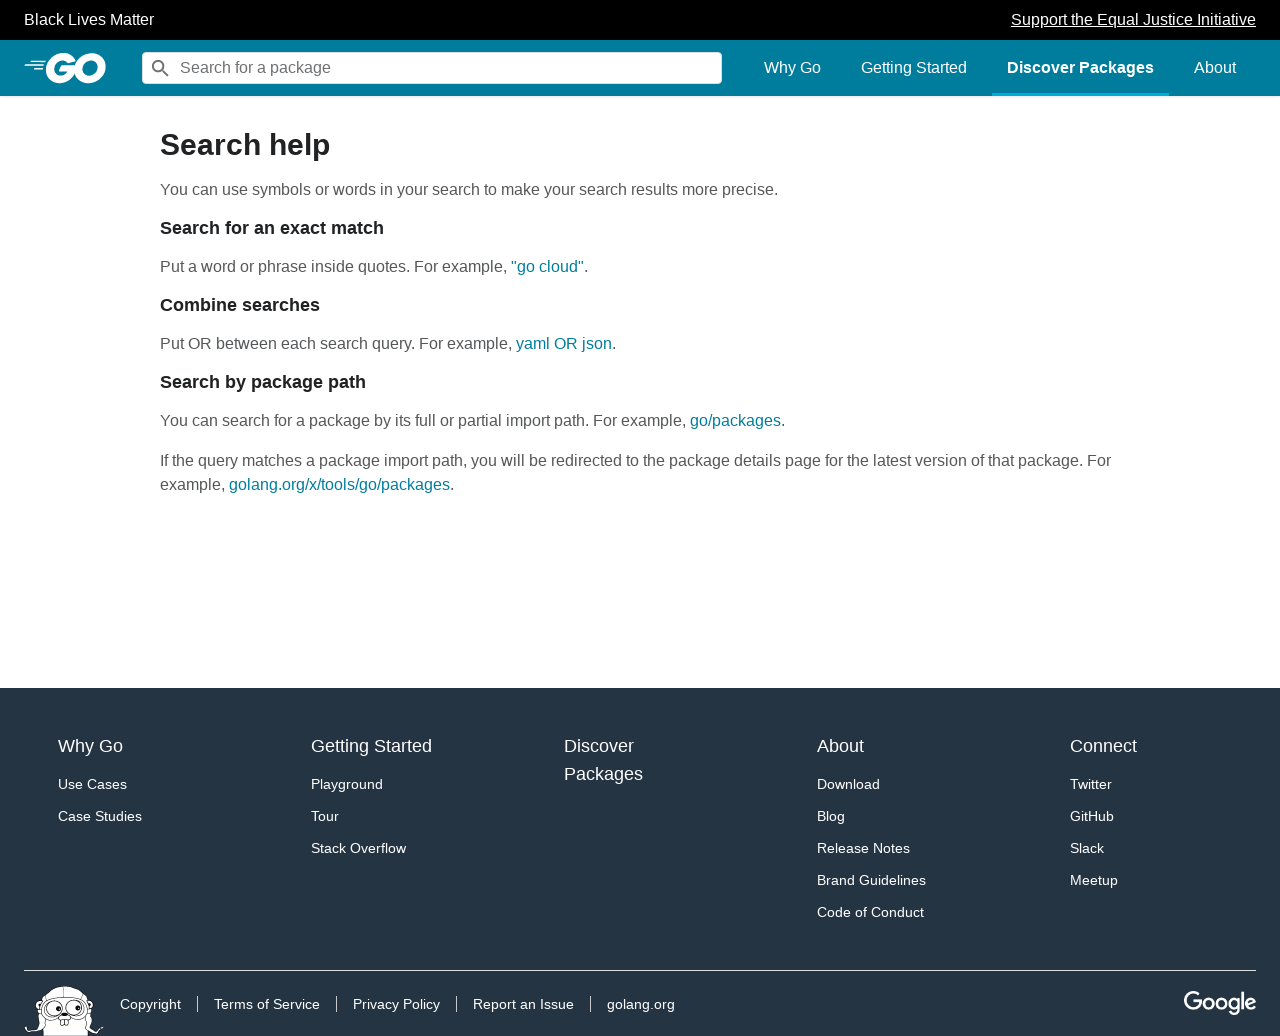 Black Lives Matter
Support the Equal Justice Initiative
GO
Search for a package
Why Go
Getting Started
Discover Packages
About
Search help
You can use symbols or words in your search to make your search results more precise.
Search for an exact match
Put a word or phrase inside quotes. For example, "go cloud".
Combine searches
Put OR between each search query. For example, yaml OR json.
Search by package path
You can search for a package by its full or partial import path. For example, go/packages.
If the query matches a package import path, you will be redirected to the package details page for the latest version of that package. For
example, golang.org/x/tools/go/packages.
Why Go
Use Cases
Case Studies
Getting Started
Playground
Tour
Stack Overflow
Discover
Packages
About
Download
Blog
Release Notes
Brand Guidelines
Code of Conduct
Connect
Twitter
GitHub
Slack
Meetup
Copyright
Terms of Service
Privacy Policy
Report an Issue
golang.org
Google